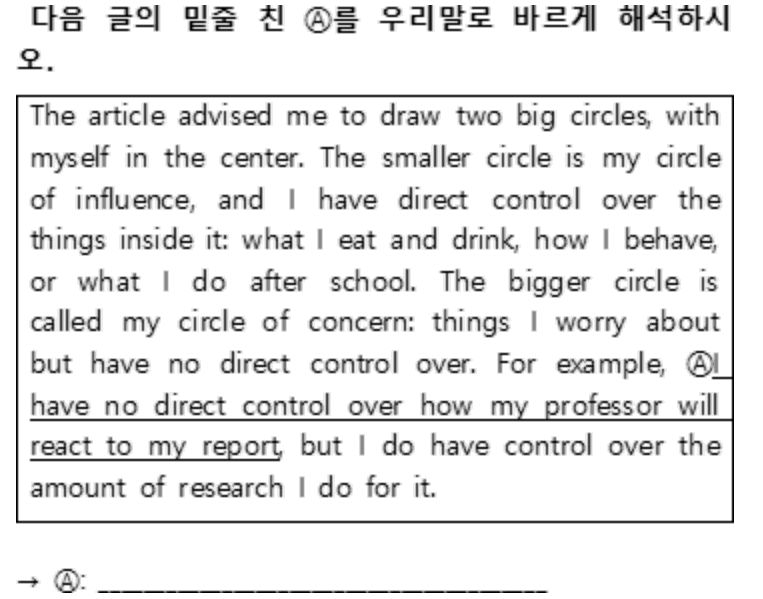 다음 글의 밑줄 친 Ⓐ를 우리말로 바르게 해석하시
오.
The article advised me to draw two big circles, with
myself in the center. The smaller circle is my circle
of influence, and I have direct control over the
things inside it: what I eat and drink, how I behave,
or what I do after school. The bigger circle is
called my circle of concern: things I worry about
but have no direct control over. For example, ⒶI
have no direct control over how my professor will
react to my report, but I do have control over the
amount of research I do for it.
→ Ⓐ: ________________________________________